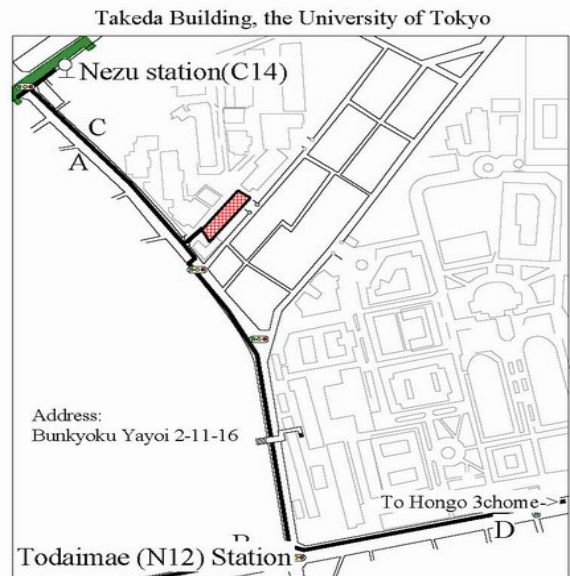 Takeda Building, the University of Tokyo
Nezu station(C14)
C
A
Address:
Bunkyoku Yayoi 2-11-16
To Hongo 3chome->
D
Todaimae (N12) Station